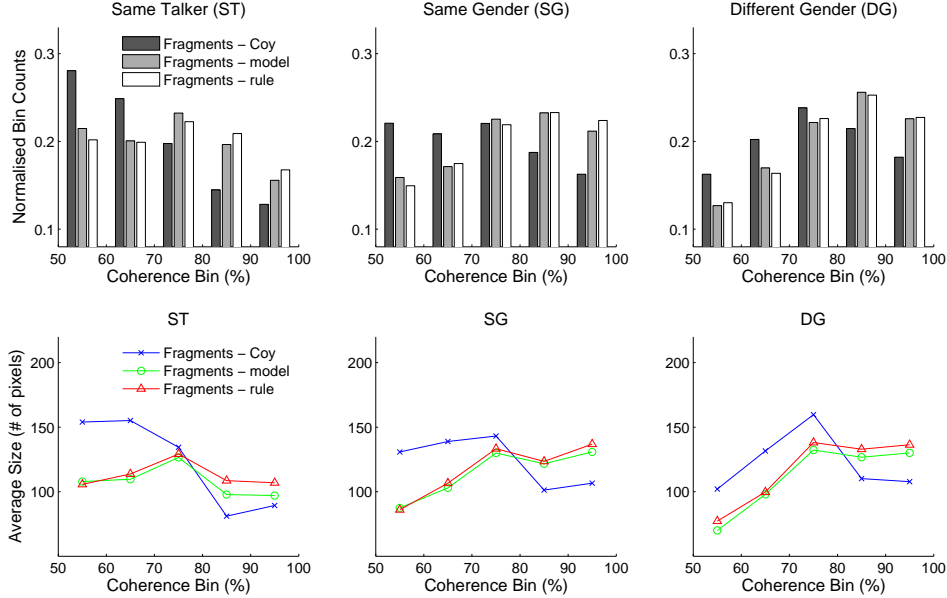 Same Talker (ST)
Same Gender (SG)
Different Gender (DG)
Normalised Bin Counts
0.3
0.2
0.1
Fragments – Coy
Fragments – model
Fragments – rule
50 60 70 80 90 100
Coherence Bin (%)
0.3
0.2
0.1
50 60 70 80 90 100
Coherence Bin (%)
0.3
0.2
0.1
50 60 70 80 90 100
Coherence Bin (%)
ST
SG
DG
Average Size (# of pixels)
200
150
100
Fragments – Coy
Fragments – model
Fragments – rule
50 60 70 80 90 100
Coherence Bin (%)
200
150
100
50 60 70 80 90 100
Coherence Bin (%)
200
150
100
50 60 70 80 90 100
Coherence Bin (%)